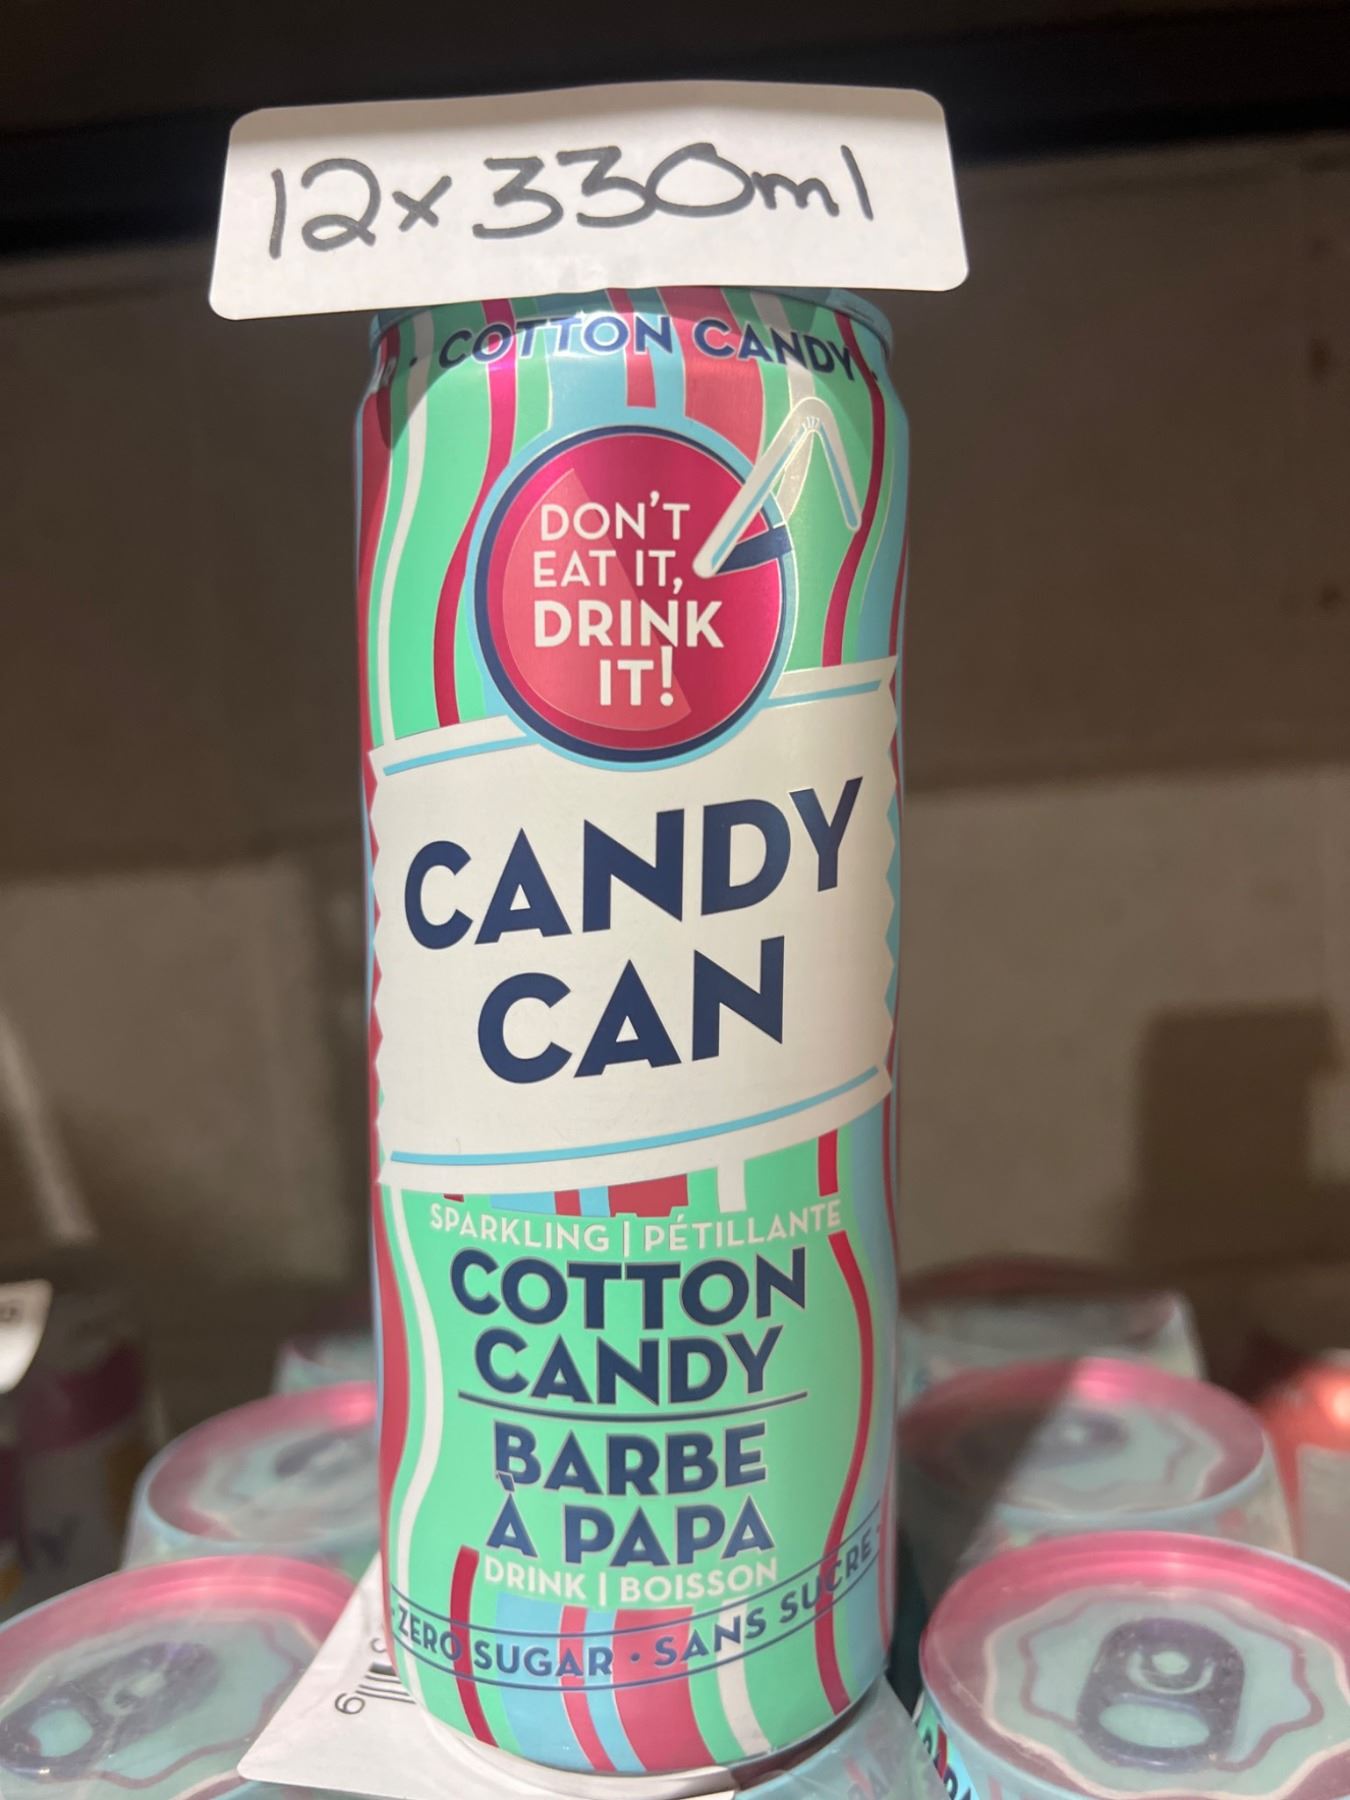 12x330ml
COTTON CANDY
DON'T
EAT IT,
DRINK
IT!
CANDY
CAN
SPARKLING | PÉTILLANTE
COTTON
CANDY
BARBE
À PAPA
DRINK | BOISSON
ZERO SUGAR · SANS SUCRE ·